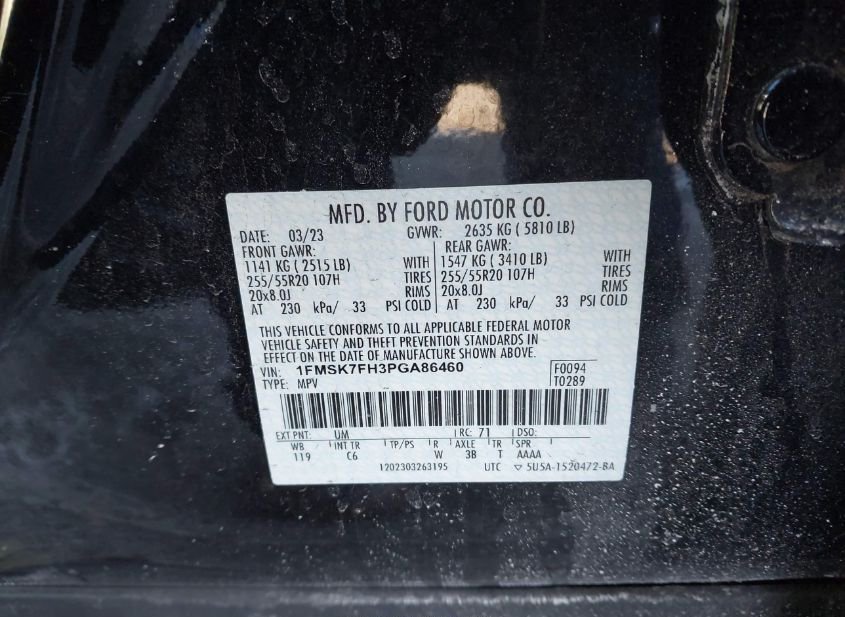 MFD. BY FORD MOTOR CO.
DATE: 03/23 GVWR: 2635 KG ( 5810 LB)
FRONT GAWR: REAR GAWR:
1141 KG ( 2515 LB) WITH 1547 KG ( 3410 LB) WITH
255/55R20 107H TIRES 255/55R20 107H TIRES
20x8.0J RIMS 20x8.0J RIMS
AT 230 kPa/ 33 PSI COLD AT 230 kPa/ 33 PSI COLD
THIS VEHICLE CONFORMS TO ALL APPLICABLE FEDERAL MOTOR
VEHICLE SAFETY AND THEFT PREVENTION STANDARDS IN
EFFECT ON THE DATE OF MANUFACTURE SHOWN ABOVE.
VIN: 1FMSK7FH3PGA86460 F0094
TYPE: MPV T0289
EXT PNT: UM RC: 71 DSO:
WB INT TR TP/PS R AXLE TR SPR
119 C6 W 3B T AAAA
1202303263195 UTC ▽ 5U5A-1520472-BA